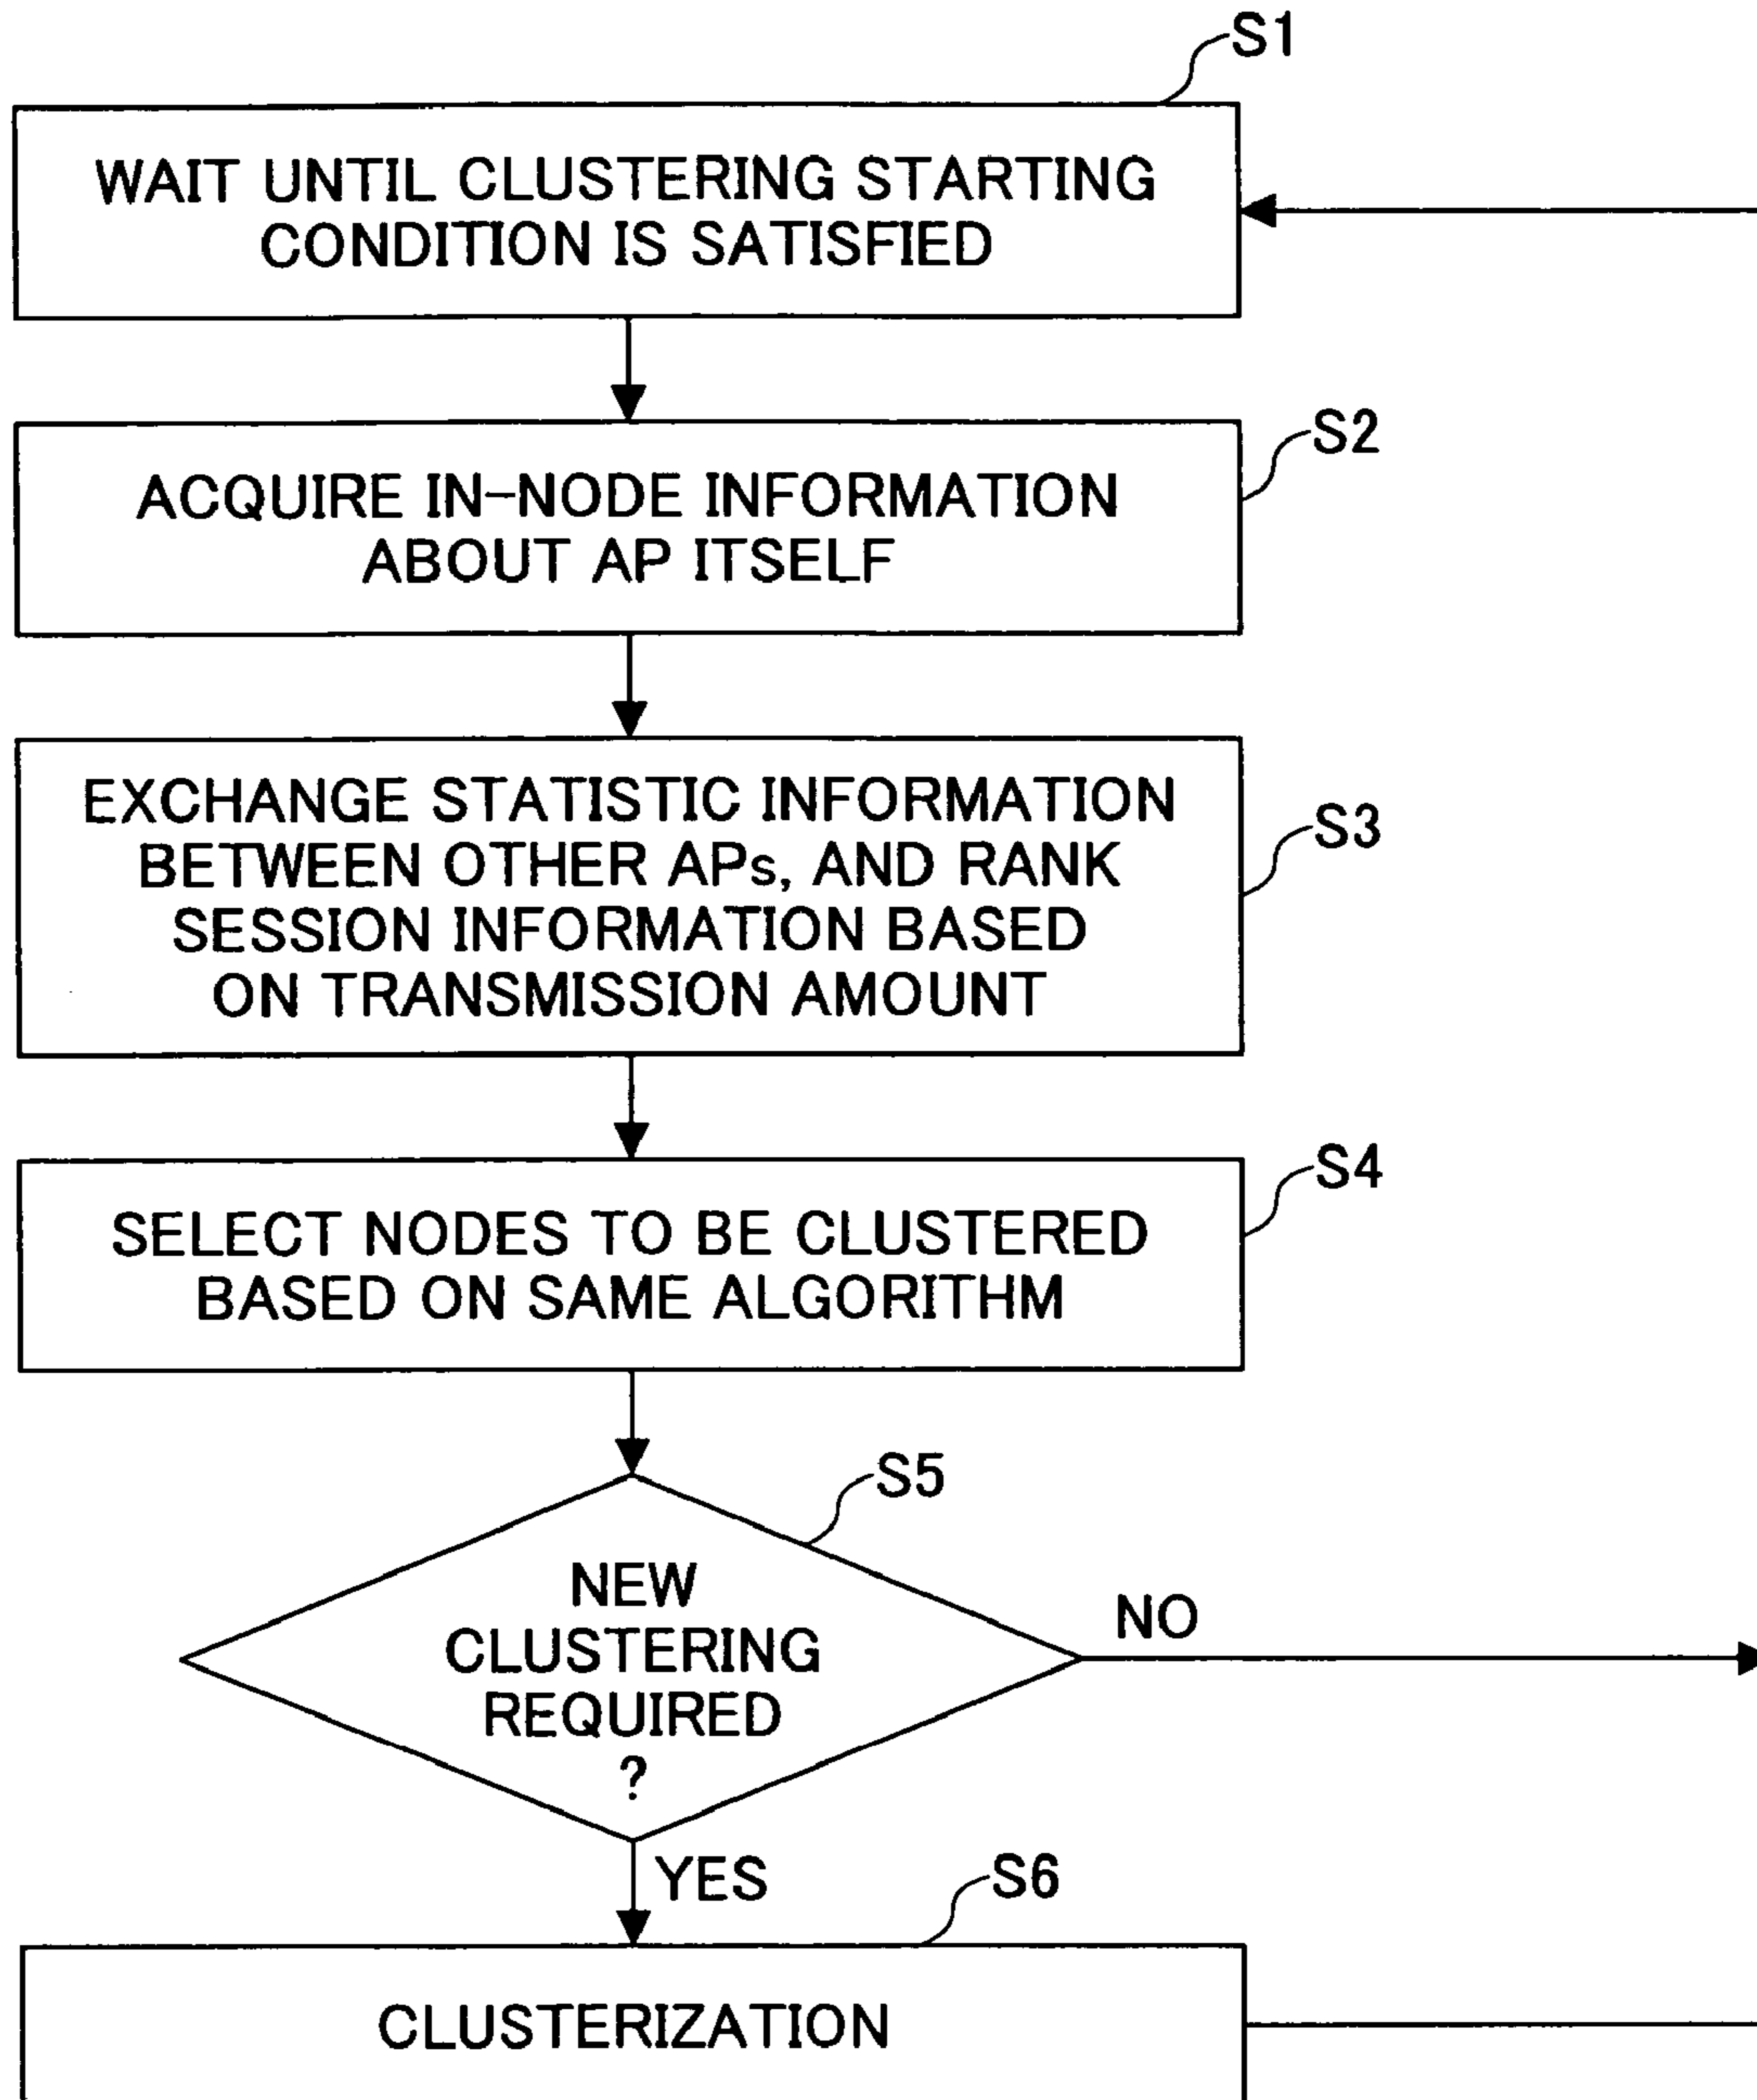 S1
WAIT UNTIL CLUSTERING STARTING
CONDITION IS SATISFIED
S2
ACQUIRE IN-NODE INFORMATION
ABOUT AP ITSELF
S3
EXCHANGE STATISTIC INFORMATION
BETWEEN OTHER APs, AND RANK
SESSION INFORMATION BASED
ON TRANSMISSION AMOUNT
S4
SELECT NODES TO BE CLUSTERED
BASED ON SAME ALGORITHM
S5
NEW
CLUSTERING
REQUIRED
?
NO
YES
S6
CLUSTERIZATION